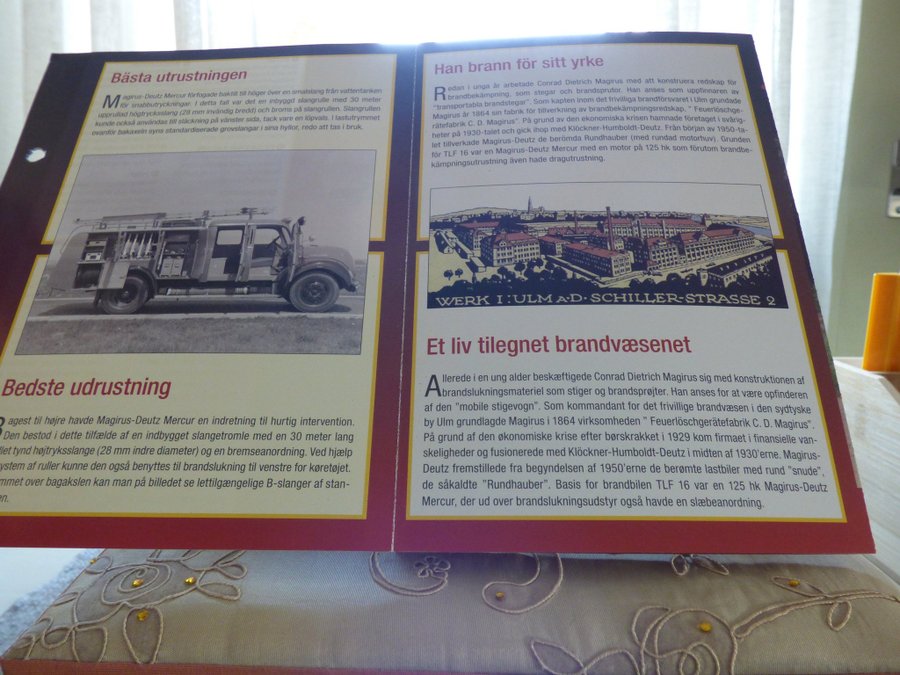 Bästa utrustningen
Magirus-Deutz Mercur förfogade baktill till höger över en smalslang från vattentanken
för snabbutryckningar. I detta fall var det en inbyggd slangrulle med 30 meter
upprullad högtrycksslang (28 mm invändig bredd) och broms på slangrullen. Slangrullen
kunde också användas till släckning på vänster sida, tack vare en löpvals. I lastutrymmet
ovanför bakaxeln syns standardiserade grovslangar i sina hyllor, redo att tas i bruk.
Bedste udrustning
Bagest til højre havde Magirus-Deutz Mercur en indretning til hurtig intervention.
Den bestod i dette tilfælde af en indbygget slangetromle med en 30 meter lang
tynd højtryksslange (28 mm indre diameter) og en bremseanordning. Ved hjælp
system af ruller kunne den også benyttes til brandslukning til venstre for køretøjet.
mmet over bagakslen kan man på billedet se lettilgængelige B-slanger af stan-
en.
Han brann för sitt yrke
Redan i unga år arbetade Conrad Dietrich Magirus med att konstruera redskap för
brandbekämpning, som stegar och brandsprutor. Han anses som uppfinnaren av
"transportabla brandstegar". Som kapten inom det frivilliga brandförsvaret i Ulm grundade
Magirus år 1864 sin fabrik för tillverkning av brandbekämpningsredskap, " Feuerlöschge-
rätefabrik C. D. Magirus" På grund av den ekonomiska krisen hamnade företaget i svårig-
heter på 1930-talet och gick ihop med Klöckner-Humboldt-Deutz. Från början av 1950-ta-
let tillverkade Magirus-Deutz de berömda Rundhauber (med rundad motorhuv). Grunden
för TLF 16 var en Magirus-Deutz Mercur med en motor på 125 hk som förutom brandbe-
kämpningsutrustning även hade dragutrustning.
WERK I: ULM A·D· SCHILLER-STRASSE 2
Et liv tilegnet brandvæsenet
Allerede i en ung alder beskæftigede Conrad Dietrich Magirus sig med konstruktionen af
brandslukningsmateriel som stiger og brandsprøjter. Han anses for at være opfinderen
af den "mobile stigevogn". Som kommandant for det frivillige brandvæsen i den sydtyske
by Ulm grundlagde Magirus i 1864 virksomheden " Feuerlöschgerätefabrik C. D. Magirus".
På grund af den økonomiske krise efter børskrakket i 1929 kom firmaet i finansielle van-
skeligheder og fusionerede med Klöckner-Humboldt-Deutz i midten af 1930'erne. Magirus-
Deutz fremstillede fra begyndelsen af 1950'erne de berømte lastbiler med rund "snude",
de såkaldte "Rundhauber". Basis for brandbilen TLF 16 var en 125 hk Magirus-Deutz
Mercur, der ud over brandslukningsudstyr også havde en slæbeanordning.